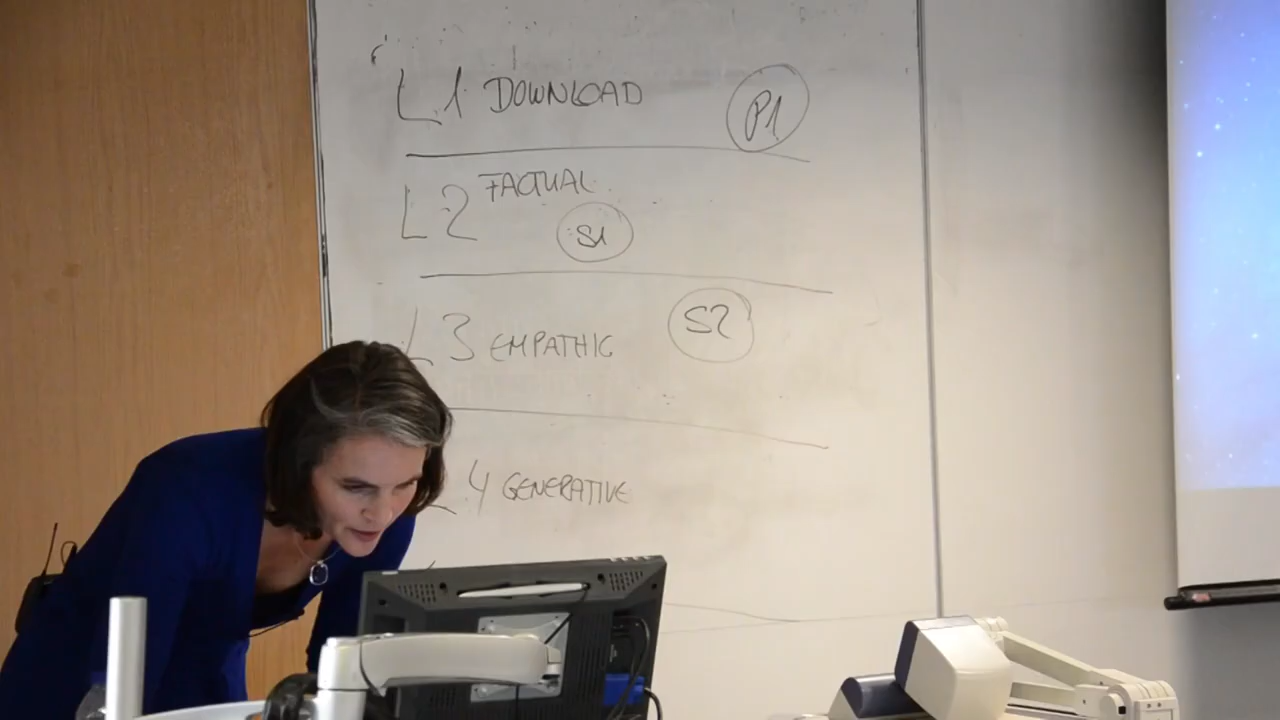 L1 DOWNLOAD P1
L2 FACTUAL
S1
L3 EMPATHIC S2
4 GENERATIVE